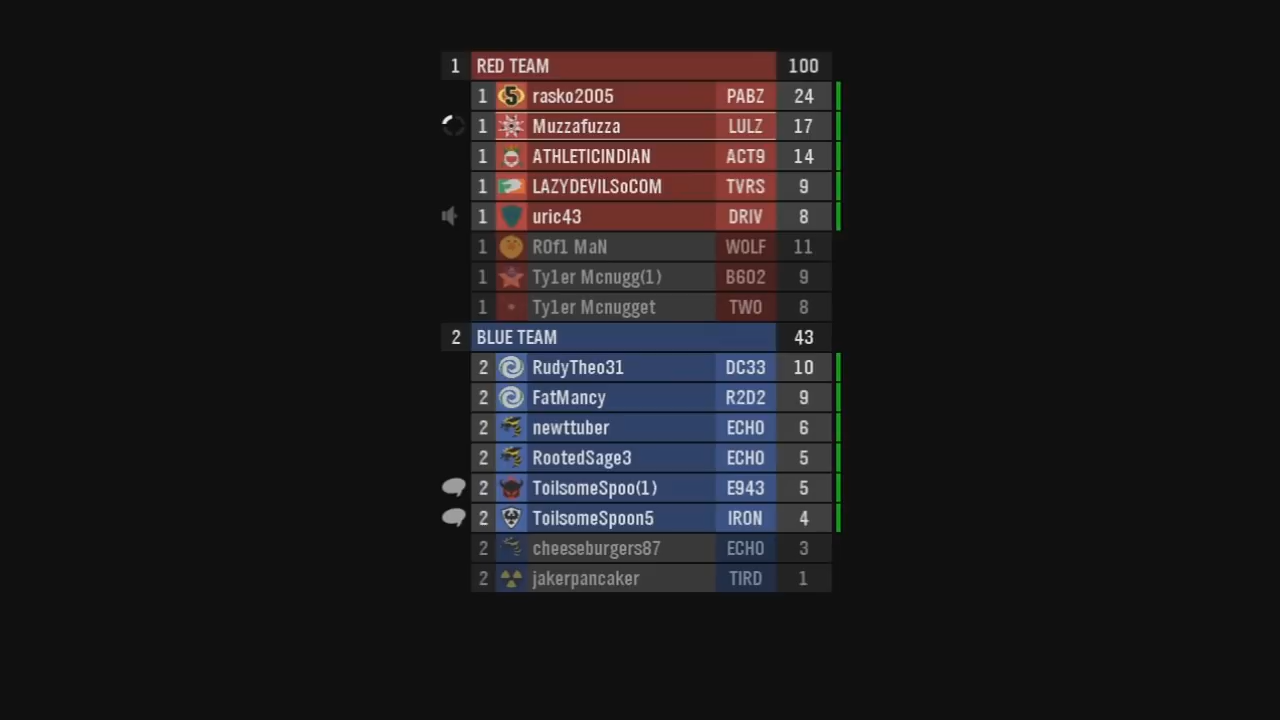 1 RED TEAM 100
1 5 rasko2005 PABZ 24
1 Muzzafuzza LULZ 17
1 ATHLETICINDIAN ACT9 14
1 LAZYDEVILSoCOM TVRS 9
1 uric43 DRIV 8
1 R0f1 MaN WOLF 11
1 Ty1er Mcnugg(1) B602 9
1 Ty1er Mcnugget TWO 8
2 BLUE TEAM 43
2 RudyTheo31 DC33 10
2 FatMancy R2D2 9
2 newttuber ECHO 6
2 RootedSage3 ECHO 5
2 ToilsomeSpoo(1) E943 5
2 ToilsomeSpoon5 IRON 4
2 cheeseburgers87 ECHO 3
2 jakerpancaker TIRD 1